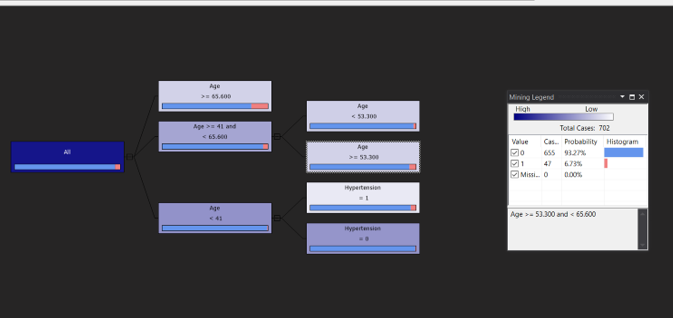 All
Age
>= 65.600
Age >= 41 and
< 65.600
Age
< 41
Age
< 53.300
Age
>= 53.300
Hypertension
= 1
Hypertension
= 0
Mining Legend
High Low
Total Cases: 702
Value Cas... Probability Histogram
0 655 93.27%
1 47 6.73%
Missi... 0 0.00%
Age >= 53.300 and < 65.600